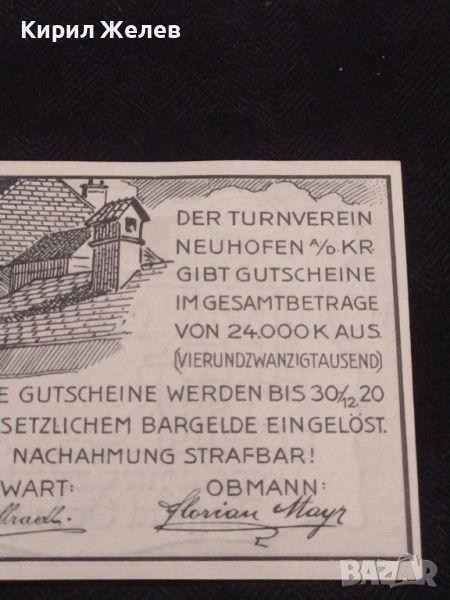 Кирил Желев
DER TURNVEREIN
NEUHOFEN A/D. KR.
GIBT GUTSCHEINE
IM GESAMTBETRAGE
VON 24.000 K AUS.
(VIERUNDZWANZIGTAUSEND)
E GUTSCHEINE WERDEN BIS 30/12.20
SETZLICHEM BARGELDE EINGELÖST.
NACHAHMUNG STRAFBAR!
WART: OBMANN:
Florian Mayr
BAZAR